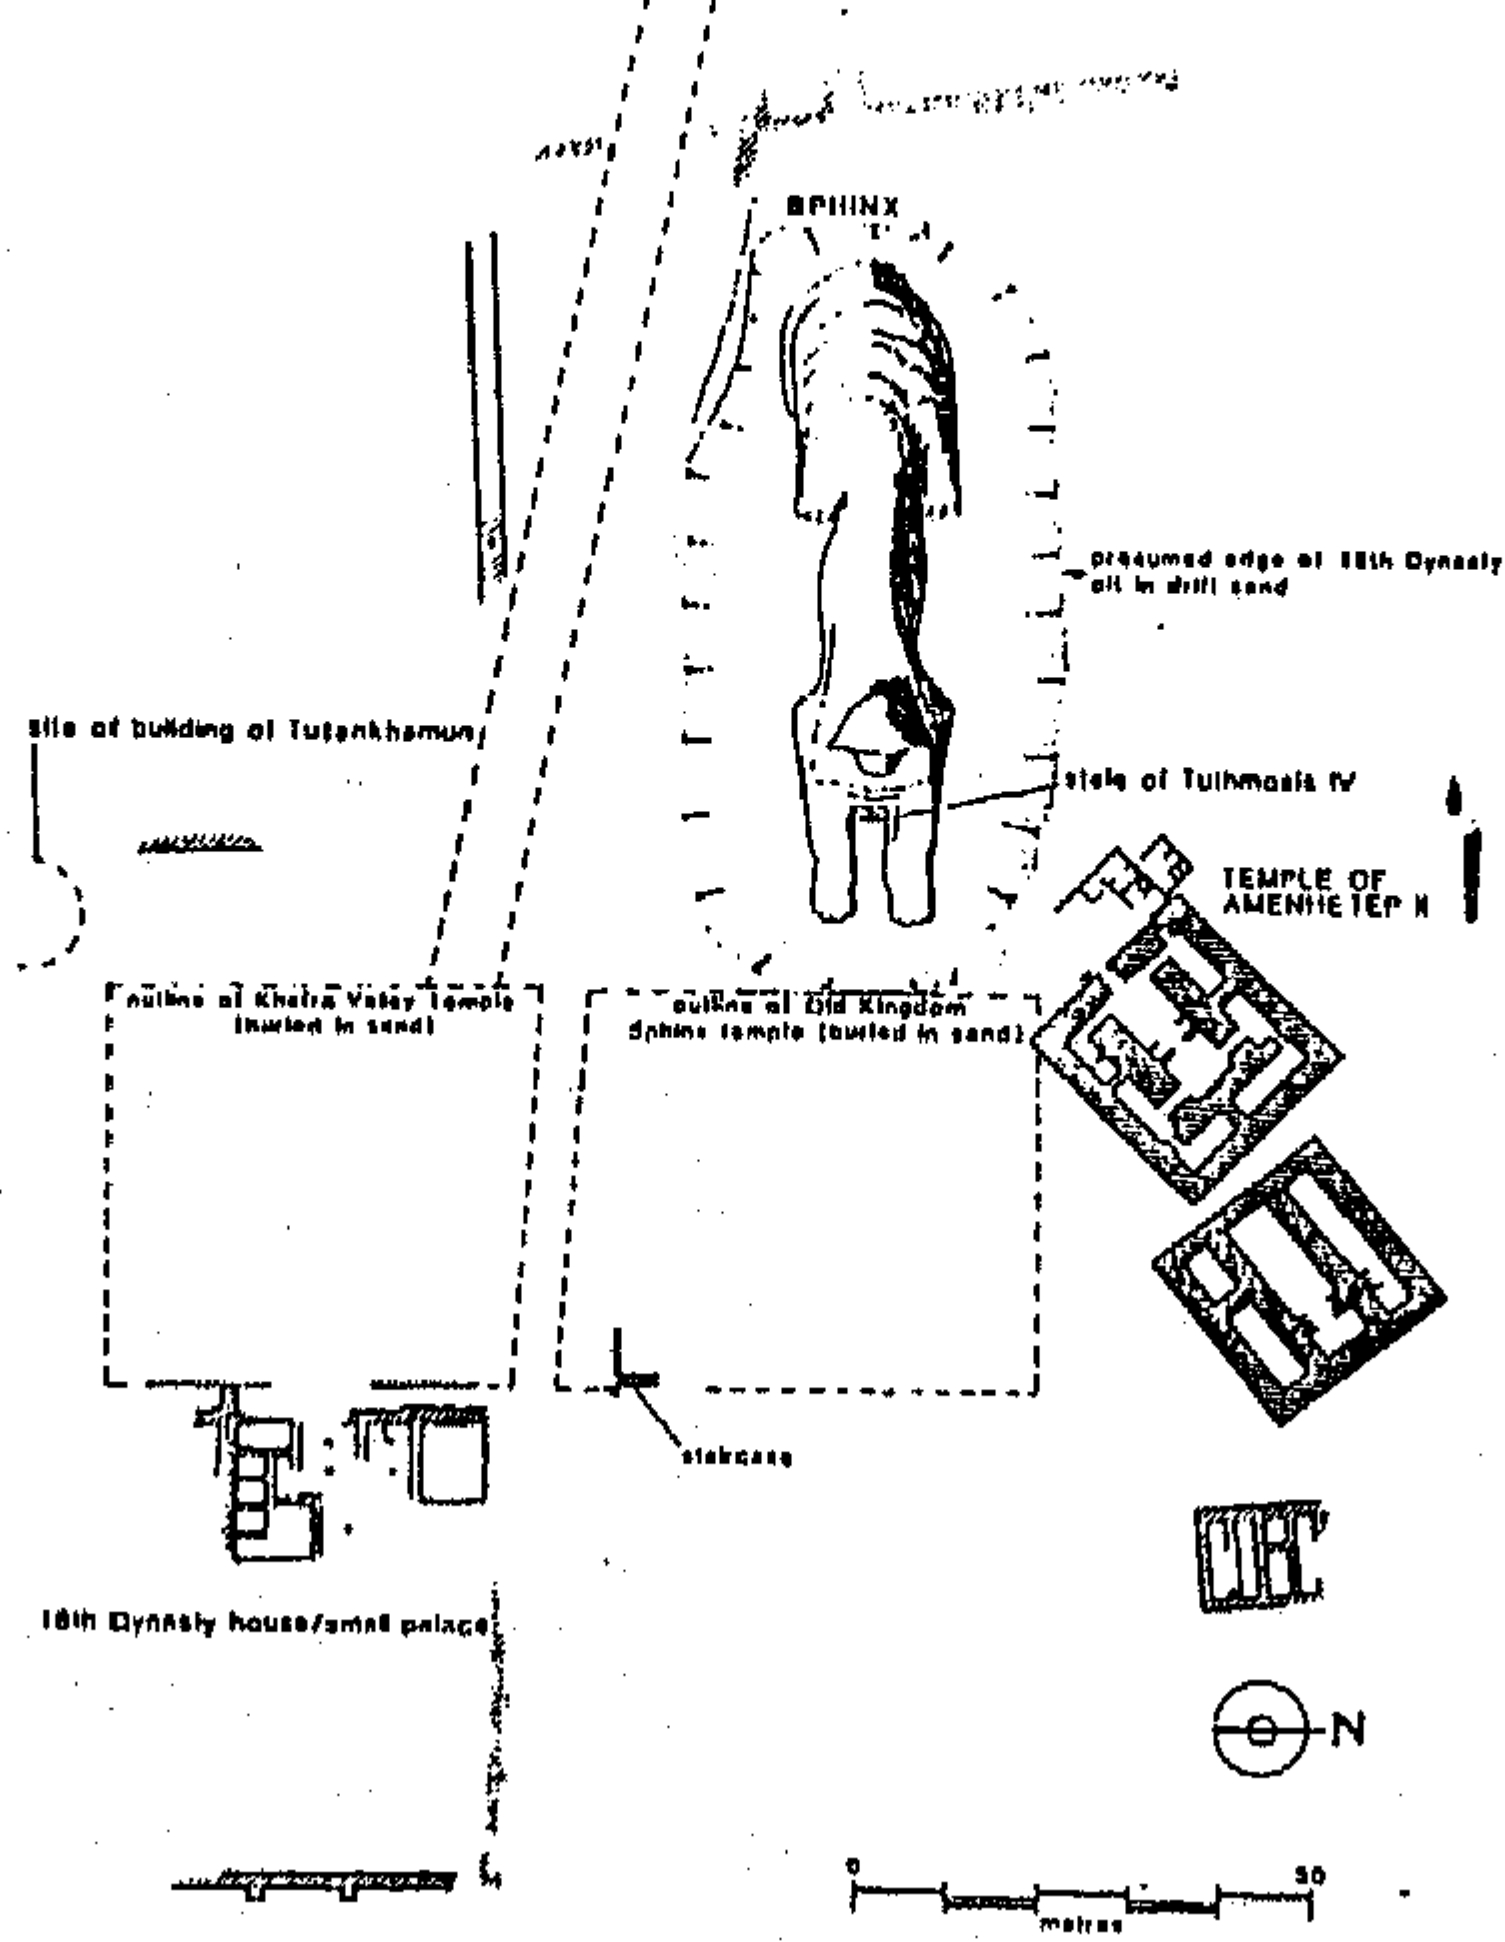 SPHINX
presumed edge of 18th Dynasty
pit in drift sand
site of building of Tutankhamun
stele of Tuthmosis IV
TEMPLE OF
AMENHETEP II
outline of Khafra Valley Temple
(buried in sand)
outline of Old Kingdom
Sphinx temple (buried in sand)
staircase
18th Dynasty house/small palace
N
0 50
metres